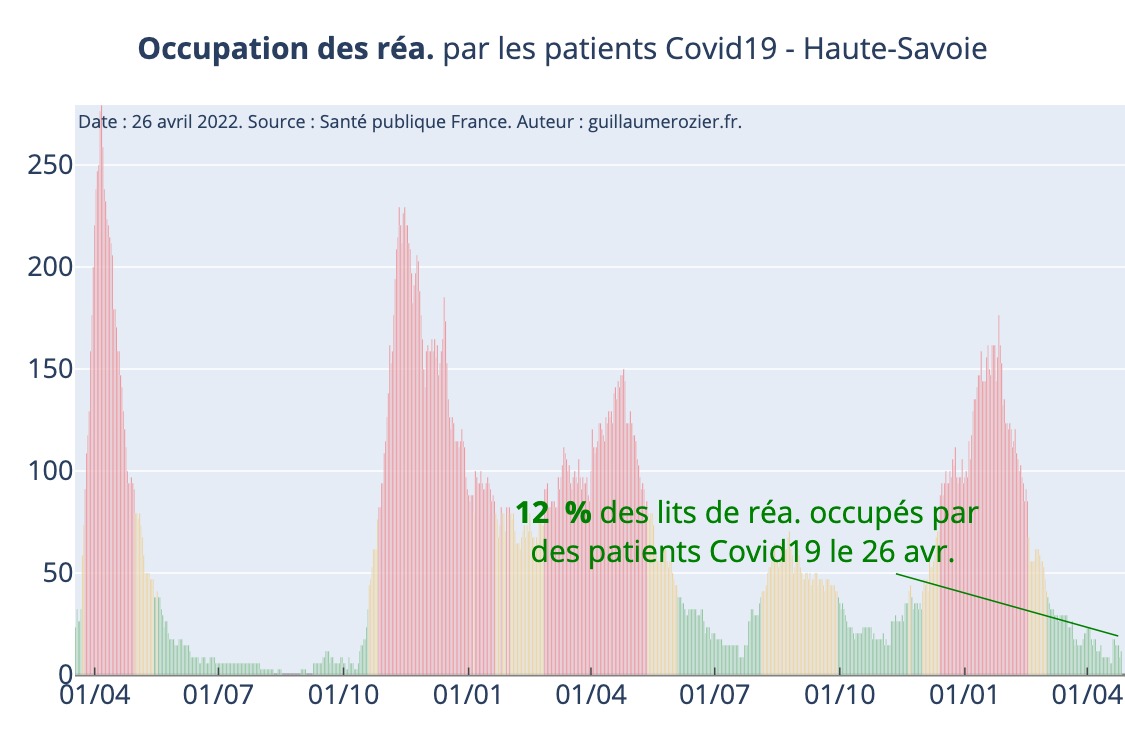 Occupation des réa. par les patients Covid19 - Haute-Savoie
Date : 26 avril 2022. Source : Santé publique France. Auteur : guillaumerozier.fr.
250
200
150
100
50
0
12 % des lits de réa. occupés par
des patients Covid19 le 26 avr.
01/04 01/07 01/10 01/01 01/04 01/07 01/10 01/01 01/04